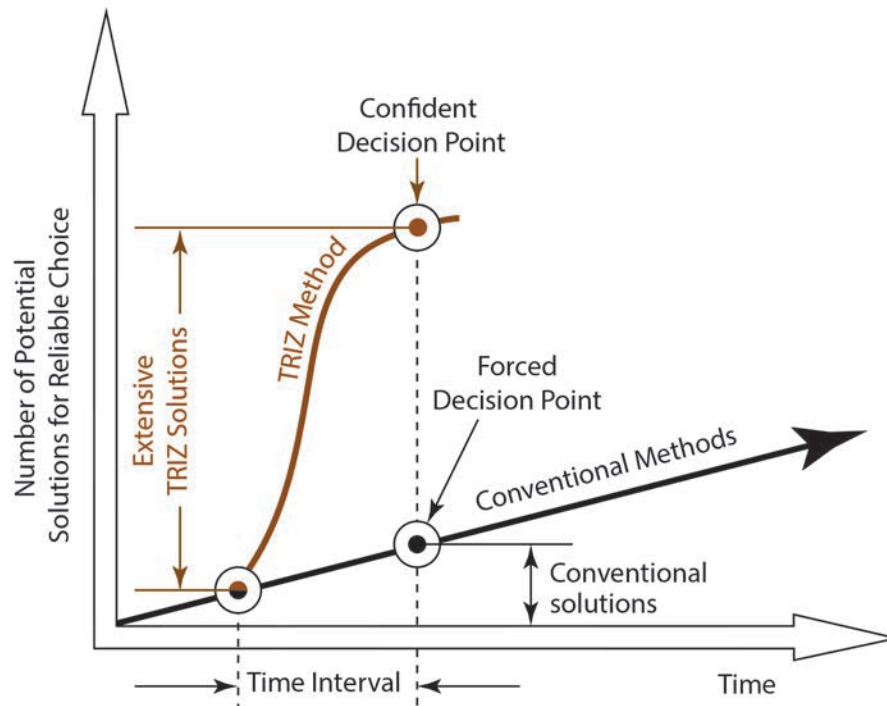 Confident
Decision Point
Number of Potential
Solutions for Reliable Choice
Extensive
TRIZ Solutions
TRIZ Method
Forced
Decision Point
Conventional Methods
Conventional
solutions
Time Interval
Time